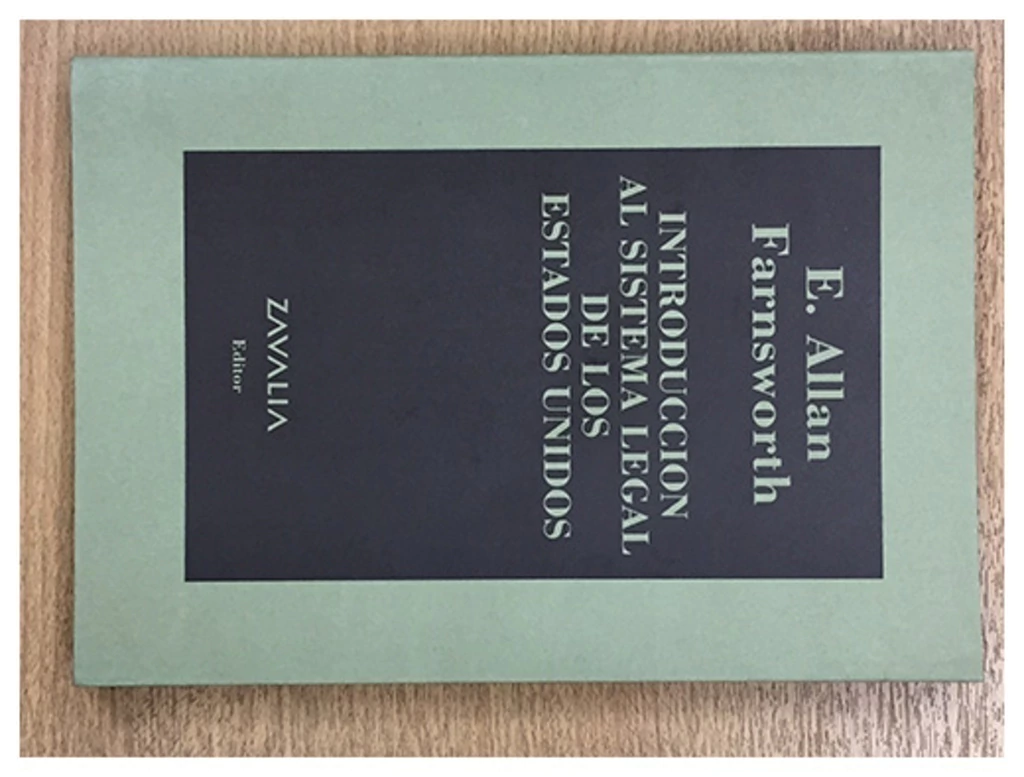 E. Allan
Farnsworth
INTRODUCCION
AL SISTEMA LEGAL
DE LOS
ESTADOS UNIDOS
ZAVALIA
Editor